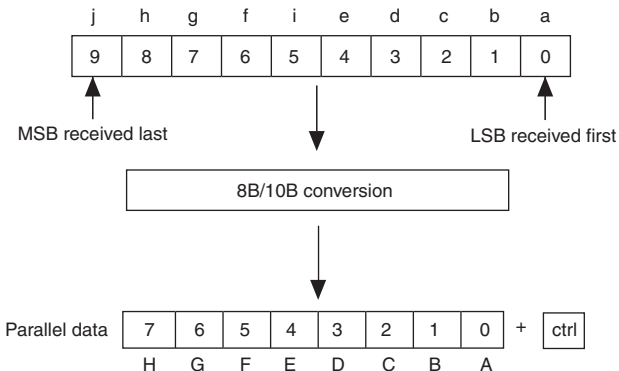 j h g f i e d c b a
9 8 7 6 5 4 3 2 1 0
MSB received last LSB received first
8B/10B conversion
Parallel data 7 6 5 4 3 2 1 0 + ctrl
H G F E D C B A